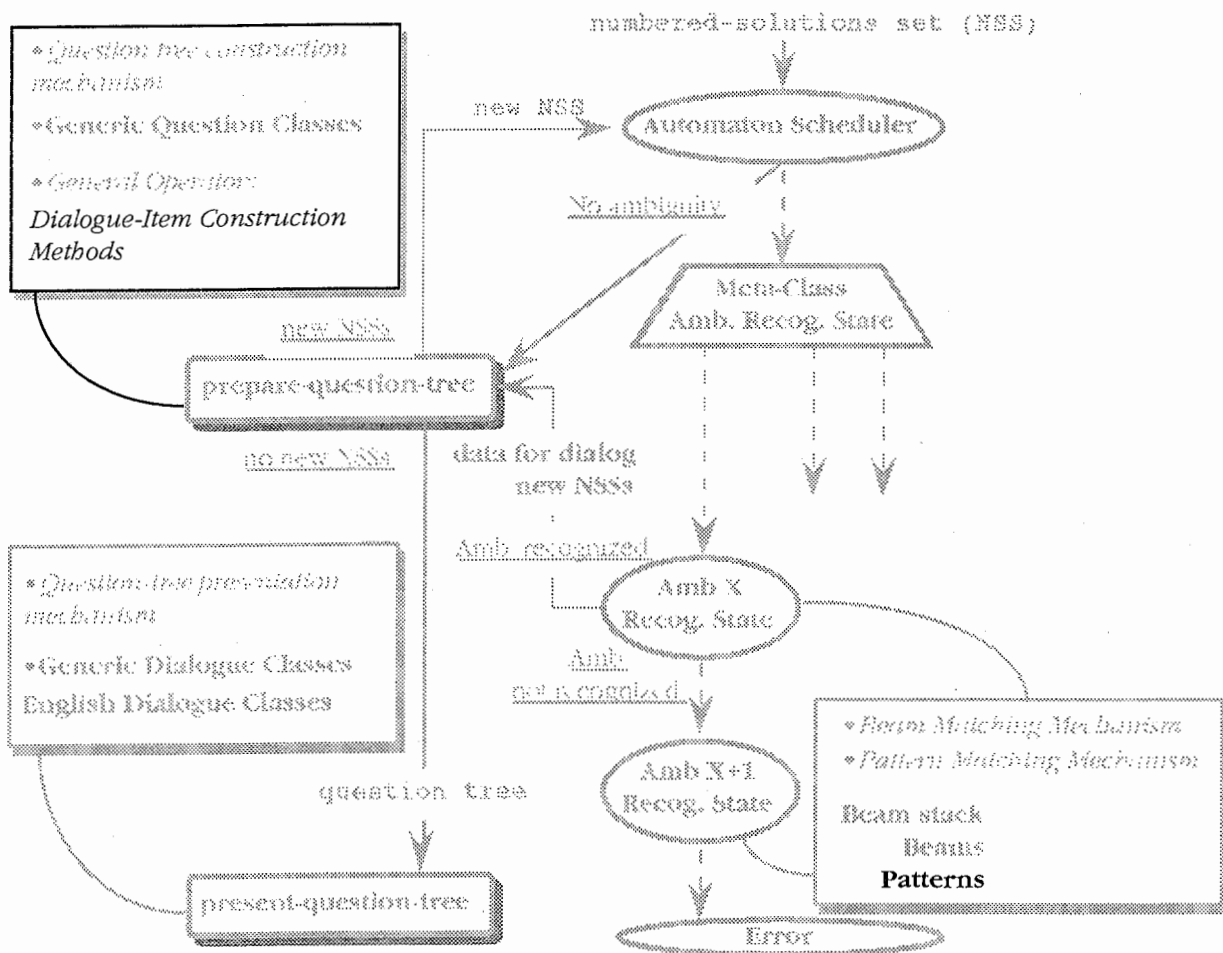 numbered-solutions set (NSS)
•Question tree construction
mechanism
•Generic Question Classes
•General Operators
Dialogue-Item Construction
Methods
new NSS
Automaton Scheduler
No ambiguity
Meta-Class
Amb. Recog. State
new NSSs
prepare-question-tree
no new NSSs
data for dialog
new NSSs
Amb recognized
Amb X
Recog. State
Amb
not recognized
•Question-tree presentation
mechanism
•Generic Dialogue Classes
English Dialogue Classes
•Beam Matching Mechanism
•Pattern Matching Mechanism
Beam stack
Beams
Patterns
Amb X+1
Recog. State
question tree
present-question-tree
Error